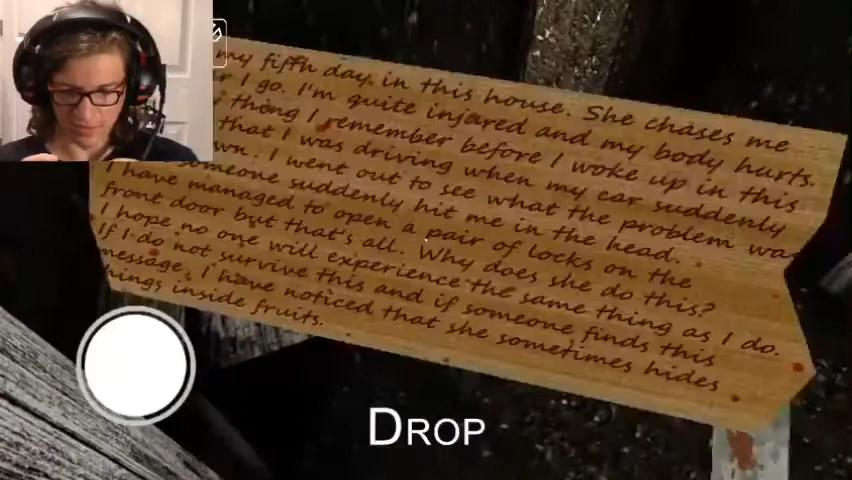 my fifth day in this house. She chases me
r I go. I'm quite injured and my body hurts.
thing I remember before I woke up in this
that I was driving when my car suddenly
wn. I went out to see what the problem wa
someone suddenly hit me in the head.
I have managed to open a pair of locks on the
front door but that's all. Why does she do this?
I hope no one will experience the same thing as I do.
If I do not survive this and if someone finds this
message, I have noticed that she sometimes hides
things inside fruits.
DROP